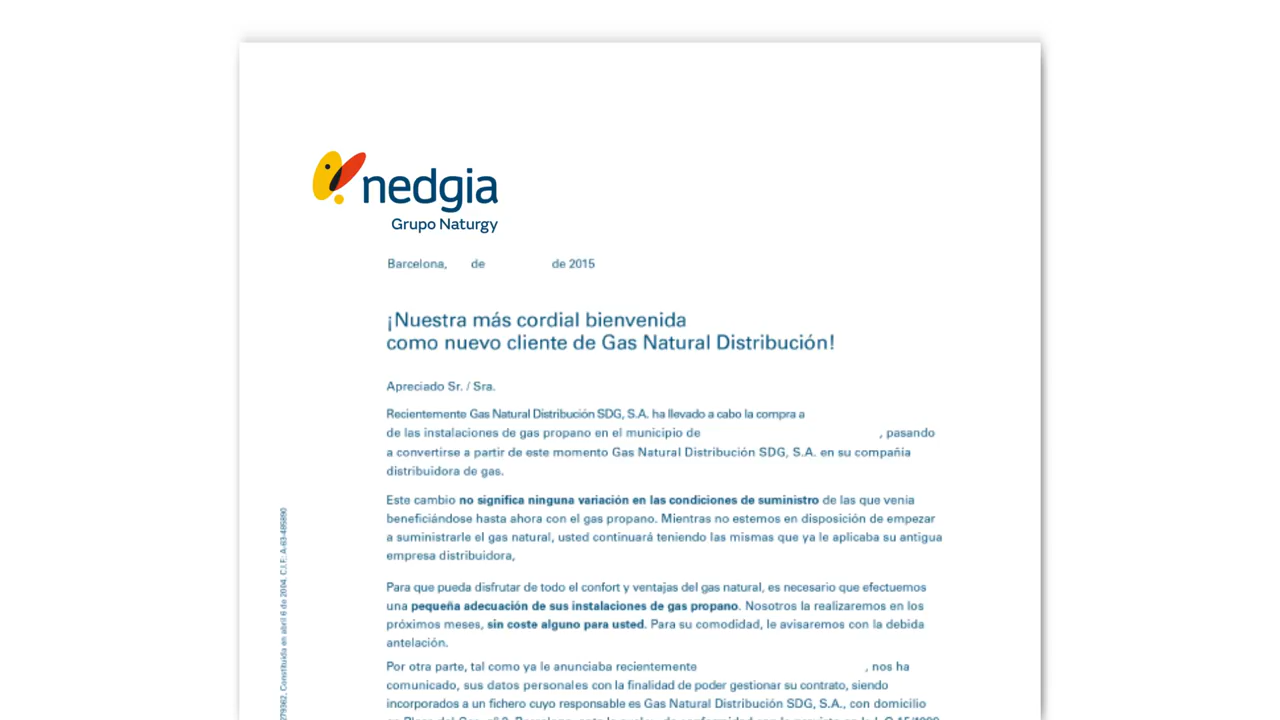 nedgia
Grupo Naturgy
Barcelona, de de 2015
¡Nuestra más cordial bienvenida
como nuevo cliente de Gas Natural Distribución!
Apreciado Sr. / Sra.
Recientemente Gas Natural Distribución SDG, S.A. ha llevado a cabo la compra a
de las instalaciones de gas propano en el municipio de , pasando
a convertirse a partir de este momento Gas Natural Distribución SDG, S.A. en su compañía
distribuidora de gas.
Este cambio no significa ninguna variación en las condiciones de suministro de las que venía
beneficiándose hasta ahora con el gas propano. Mientras no estemos en disposición de empezar
a suministrarle el gas natural, usted continuará teniendo las mismas que ya le aplicaba su antigua
empresa distribuidora,
Para que pueda disfrutar de todo el confort y ventajas del gas natural, es necesario que efectuemos
una pequeña adecuación de sus instalaciones de gas propano. Nosotros la realizaremos en los
próximos meses, sin coste alguno para usted. Para su comodidad, le avisaremos con la debida
antelación.
Por otra parte, tal como ya le anunciaba recientemente , nos ha
comunicado, sus datos personales con la finalidad de poder gestionar su contrato, siendo
incorporados a un fichero cuyo responsable es Gas Natural Distribución SDG, S.A., con domicilio
Constituida en abril 6 de 2004. C.I.F.: A-63-485890